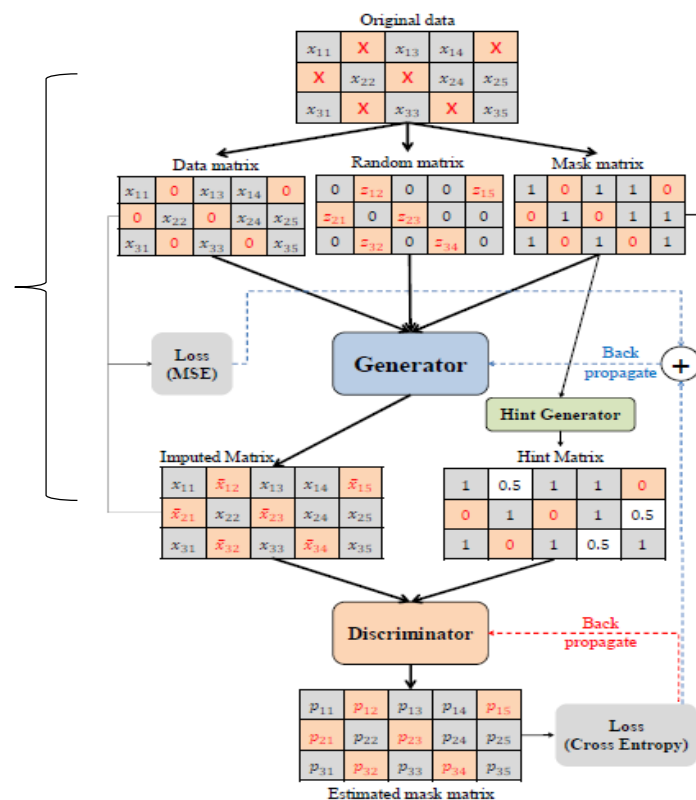 Original data
x₁₁ X x₁₃ x₁₄ X
X x₂₂ X x₂₄ x₂₅
x₃₁ X x₃₃ X x₃₅
Data matrix
x₁₁ 0 x₁₃ x₁₄ 0
0 x₂₂ 0 x₂₄ x₂₅
x₃₁ 0 x₃₃ 0 x₃₅
Random matrix
0 z₁₂ 0 0 z₁₅
z₂₁ 0 z₂₃ 0 0
0 z₃₂ 0 z₃₄ 0
Mask matrix
1 0 1 1 0
0 1 0 1 1
1 0 1 0 1
Loss
(MSE)
Generator
Back
propagate
+
Hint Generator
Imputed Matrix
x₁₁ x̄₁₂ x₁₃ x₁₄ x̄₁₅
x̄₂₁ x₂₂ x̄₂₃ x₂₄ x₂₅
x₃₁ x̄₃₂ x₃₃ x̄₃₄ x₃₅
Hint Matrix
1 0.5 1 1 0
0 1 0 1 0.5
1 0 1 0.5 1
Discriminator
Back
propagate
p₁₁ p₁₂ p₁₃ p₁₄ p₁₅
p₂₁ p₂₂ p₂₃ p₂₄ p₂₅
p₃₁ p₃₂ p₃₃ p₃₄ p₃₅
Estimated mask matrix
Loss
(Cross Entropy)